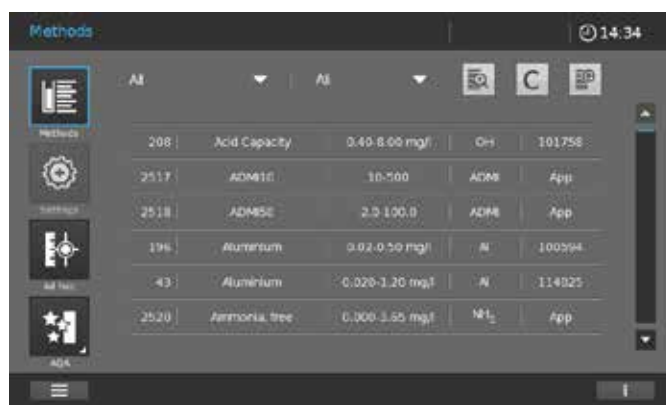 Methods 14:34
All All C
Methods
208 Acid Capacity 0.40-8.00 mg/l OH 101758
Settings
2517 ADMI10 10-500 ADMI App
2518 ADMI50 2.0-100.0 ADMI App
196 Aluminium 0.02-0.50 mg/l Al 100594
Ad hoc
43 Aluminium 0.020-1.20 mg/l Al 114825
2520 Ammonia, free 0.000-3.65 mg/l App
AQA
i